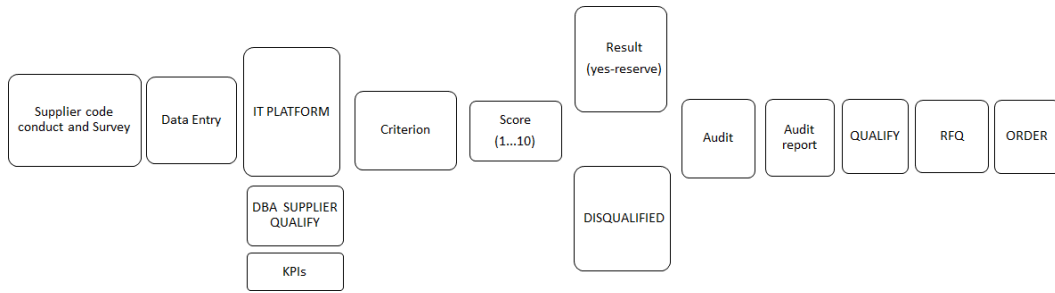 Supplier code
conduct and Survey
Data Entry
IT PLATFORM
DBA SUPPLIER
QUALIFY
KPIs
Criterion
Score
(1...10)
Result
(yes-reserve)
DISQUALIFIED
Audit
Audit
report
QUALIFY
RFQ
ORDER